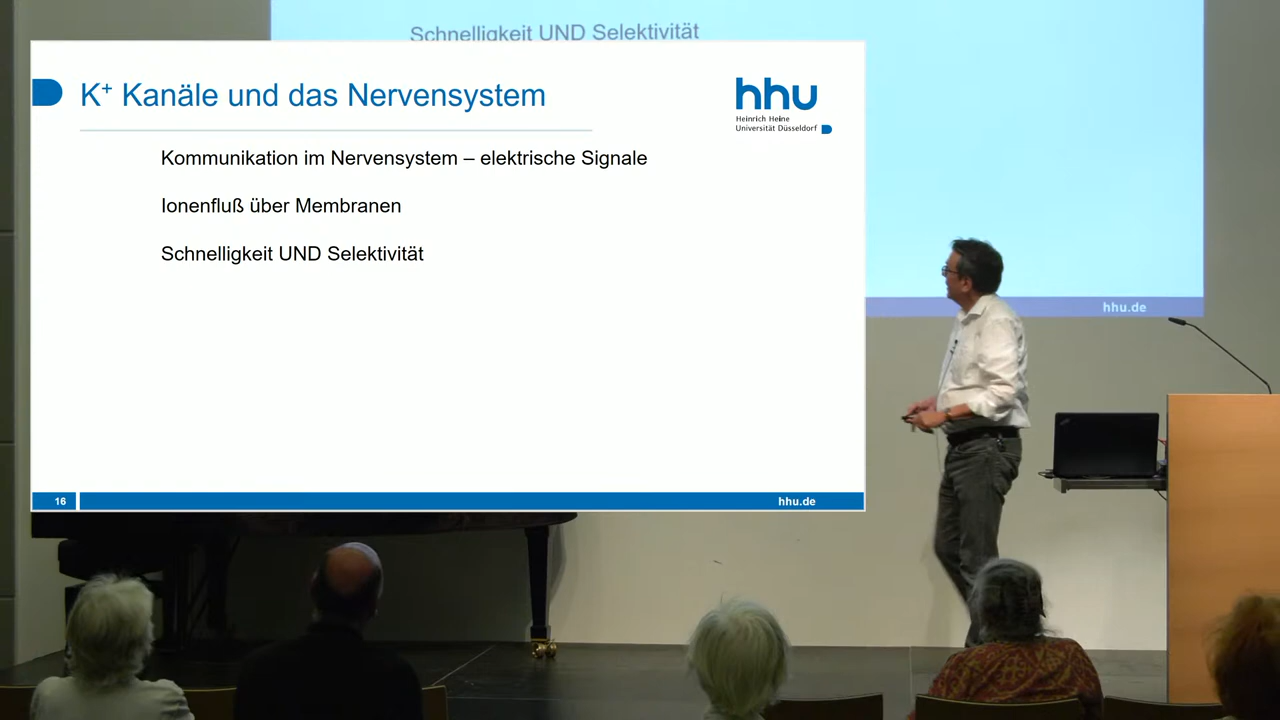 Schnelligkeit UND Selektivität
K⁺ Kanäle und das Nervensystem
hhu
Heinrich Heine
Universität Düsseldorf
Kommunikation im Nervensystem – elektrische Signale
Ionenfluß über Membranen
Schnelligkeit UND Selektivität
hhu.de
16
hhu.de